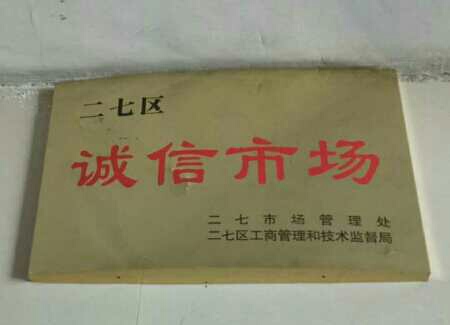 二七区
诚信市场
二七市场管理处
二七区工商管理和技术监督局